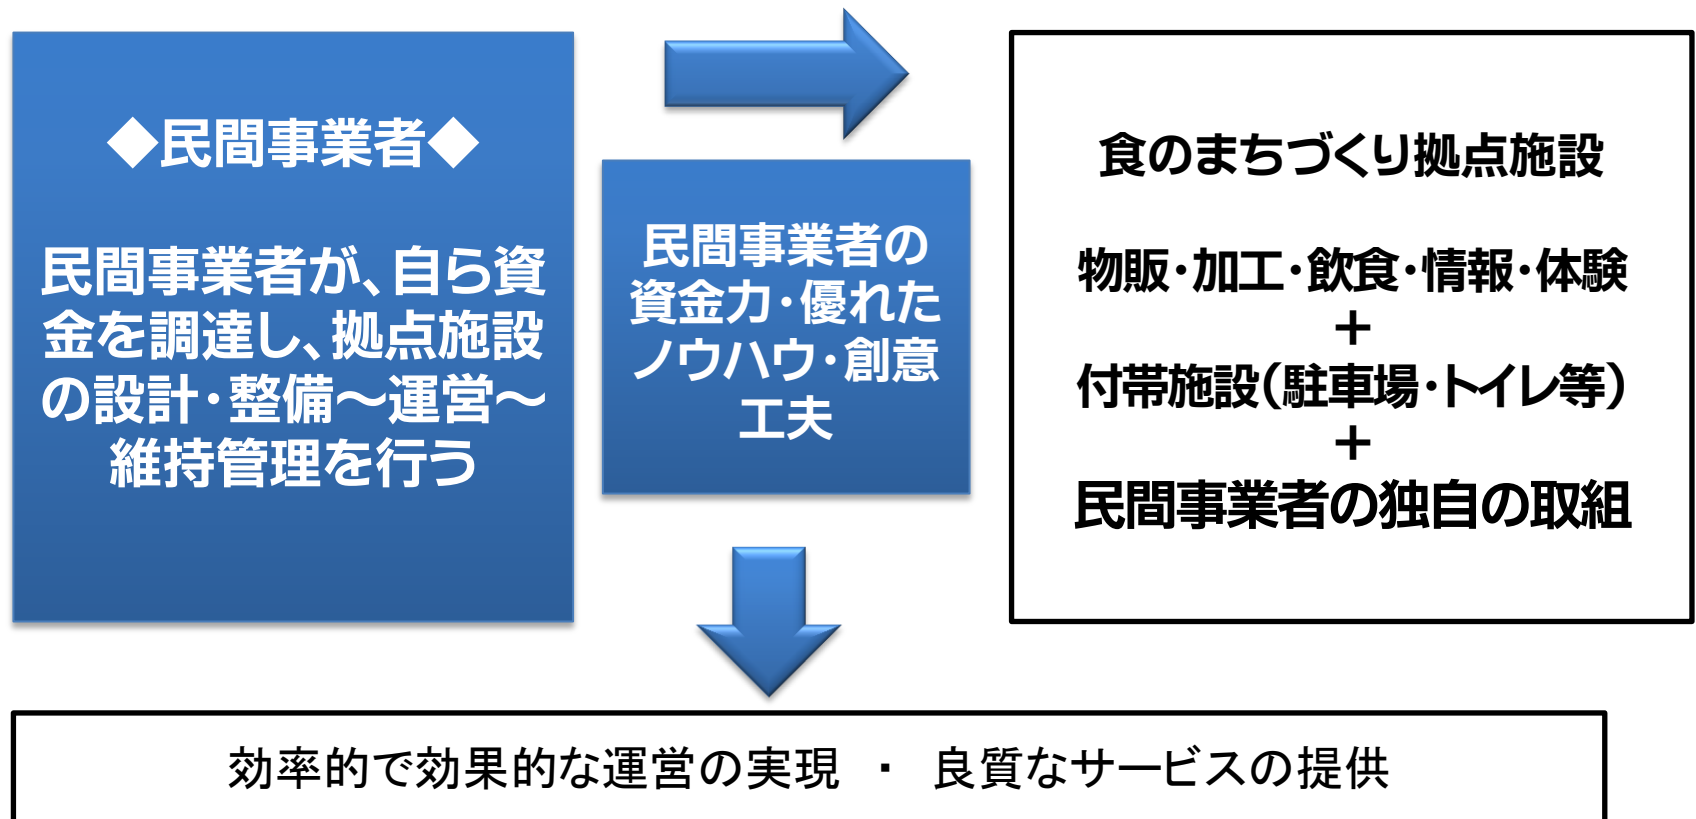 ◆民間事業者◆
民間事業者が、自ら資
金を調達し、拠点施設
の設計・整備～運営～
維持管理を行う
民間事業者の
資金力・優れた
ノウハウ・創意
工夫
食のまちづくり拠点施設
物販・加工・飲食・情報・体験
＋
付帯施設（駐車場・トイレ等）
＋
民間事業者の独自の取組
効率的で効果的な運営の実現　・　良質なサービスの提供